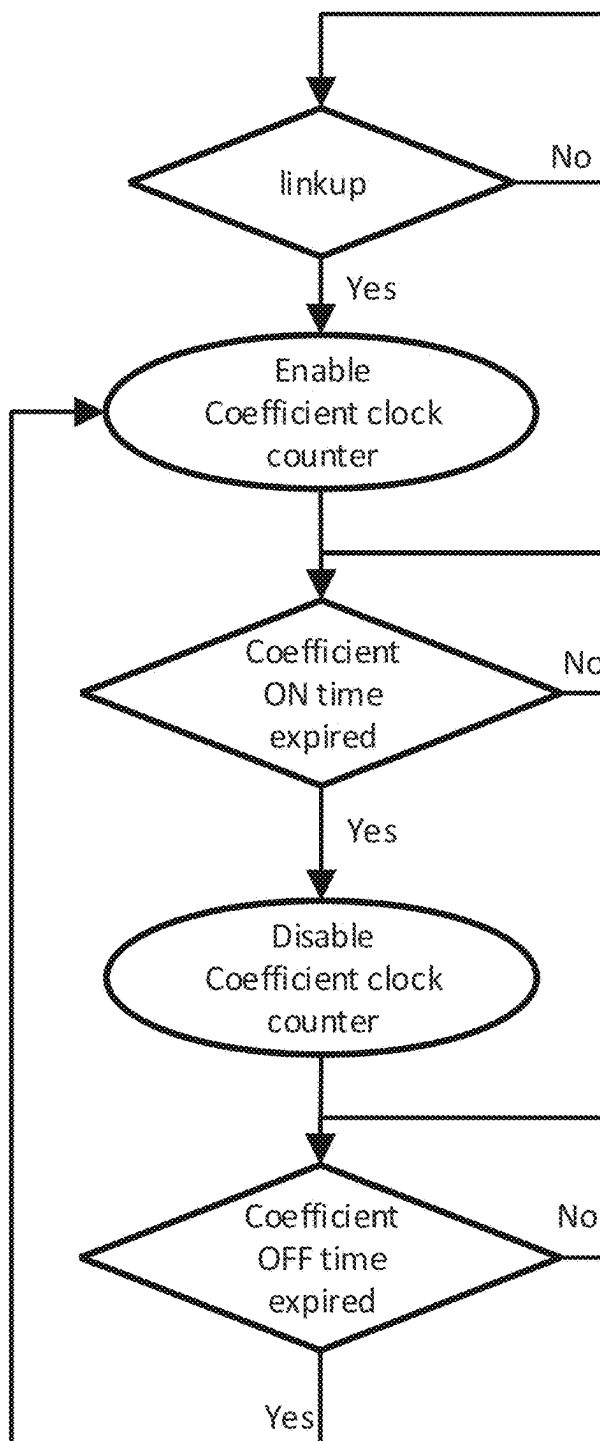 linkup
No
Yes
Enable
Coefficient clock
counter
Coefficient
ON time
expired
No
Yes
Disable
Coefficient clock
counter
Coefficient
OFF time
expired
No
Yes